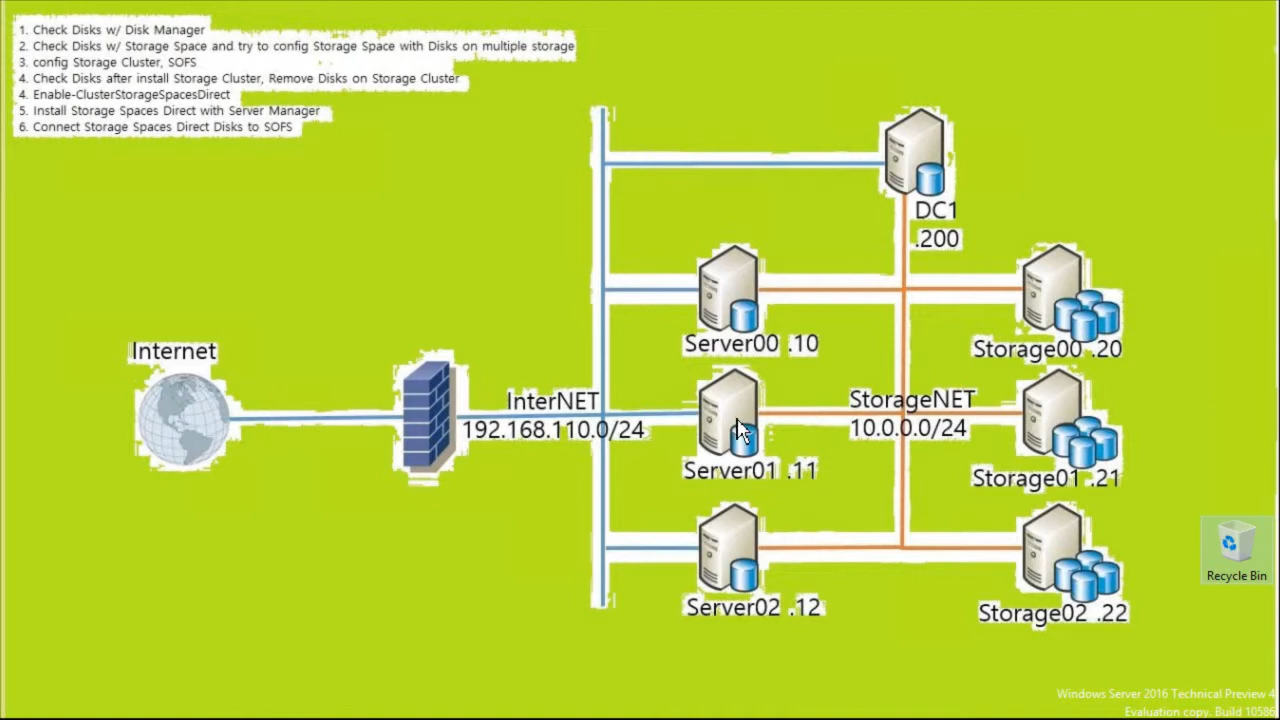 1. Check Disks w/ Disk Manager
2. Check Disks w/ Storage Space and try to config Storage Space with Disks on multiple storage
3. config Storage Cluster, SOFS
4. Check Disks after install Storage Cluster, Remove Disks on Storage Cluster
4. Enable-ClusterStorageSpacesDirect
5. Install Storage Spaces Direct with Server Manager
6. Connect Storage Spaces Direct Disks to SOFS
DC1
.200
Server00 .10
Storage00 .20
Internet
InterNET
192.168.110.0/24
StorageNET
10.0.0.0/24
Server01 .11
Storage01 .21
Recycle Bin
Server02 .12
Storage02 .22
Windows Server 2016 Technical Preview 4
Evaluation copy. Build 10586